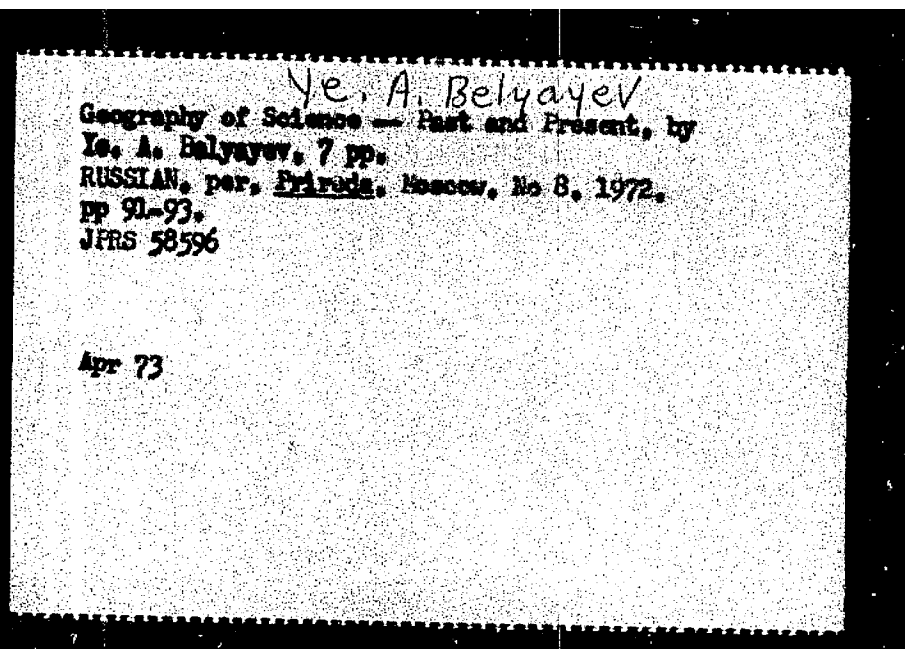 Ye. A. Belyayev
Geography of Science — Past and Present, by
Ye. A. Belyayev, 7 pp.
RUSSIAN, per, Priroda, Moscow, No 8, 1972,
pp 91-93.
JPRS 58596
Apr 73